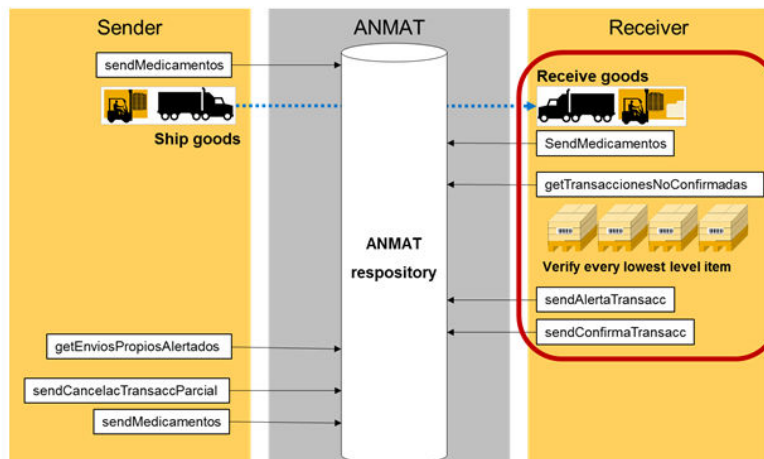 Sender
ANMAT
Receiver
sendMedicamentos
Receive goods
Ship goods
SendMedicamentos
getTransaccionesNoConfirmadas
ANMAT
respository
Verify every lowest level item
sendAlertaTransacc
sendConfirmaTransacc
getEnviosPropiosAlertados
sendCancelacTransaccParcial
sendMedicamentos